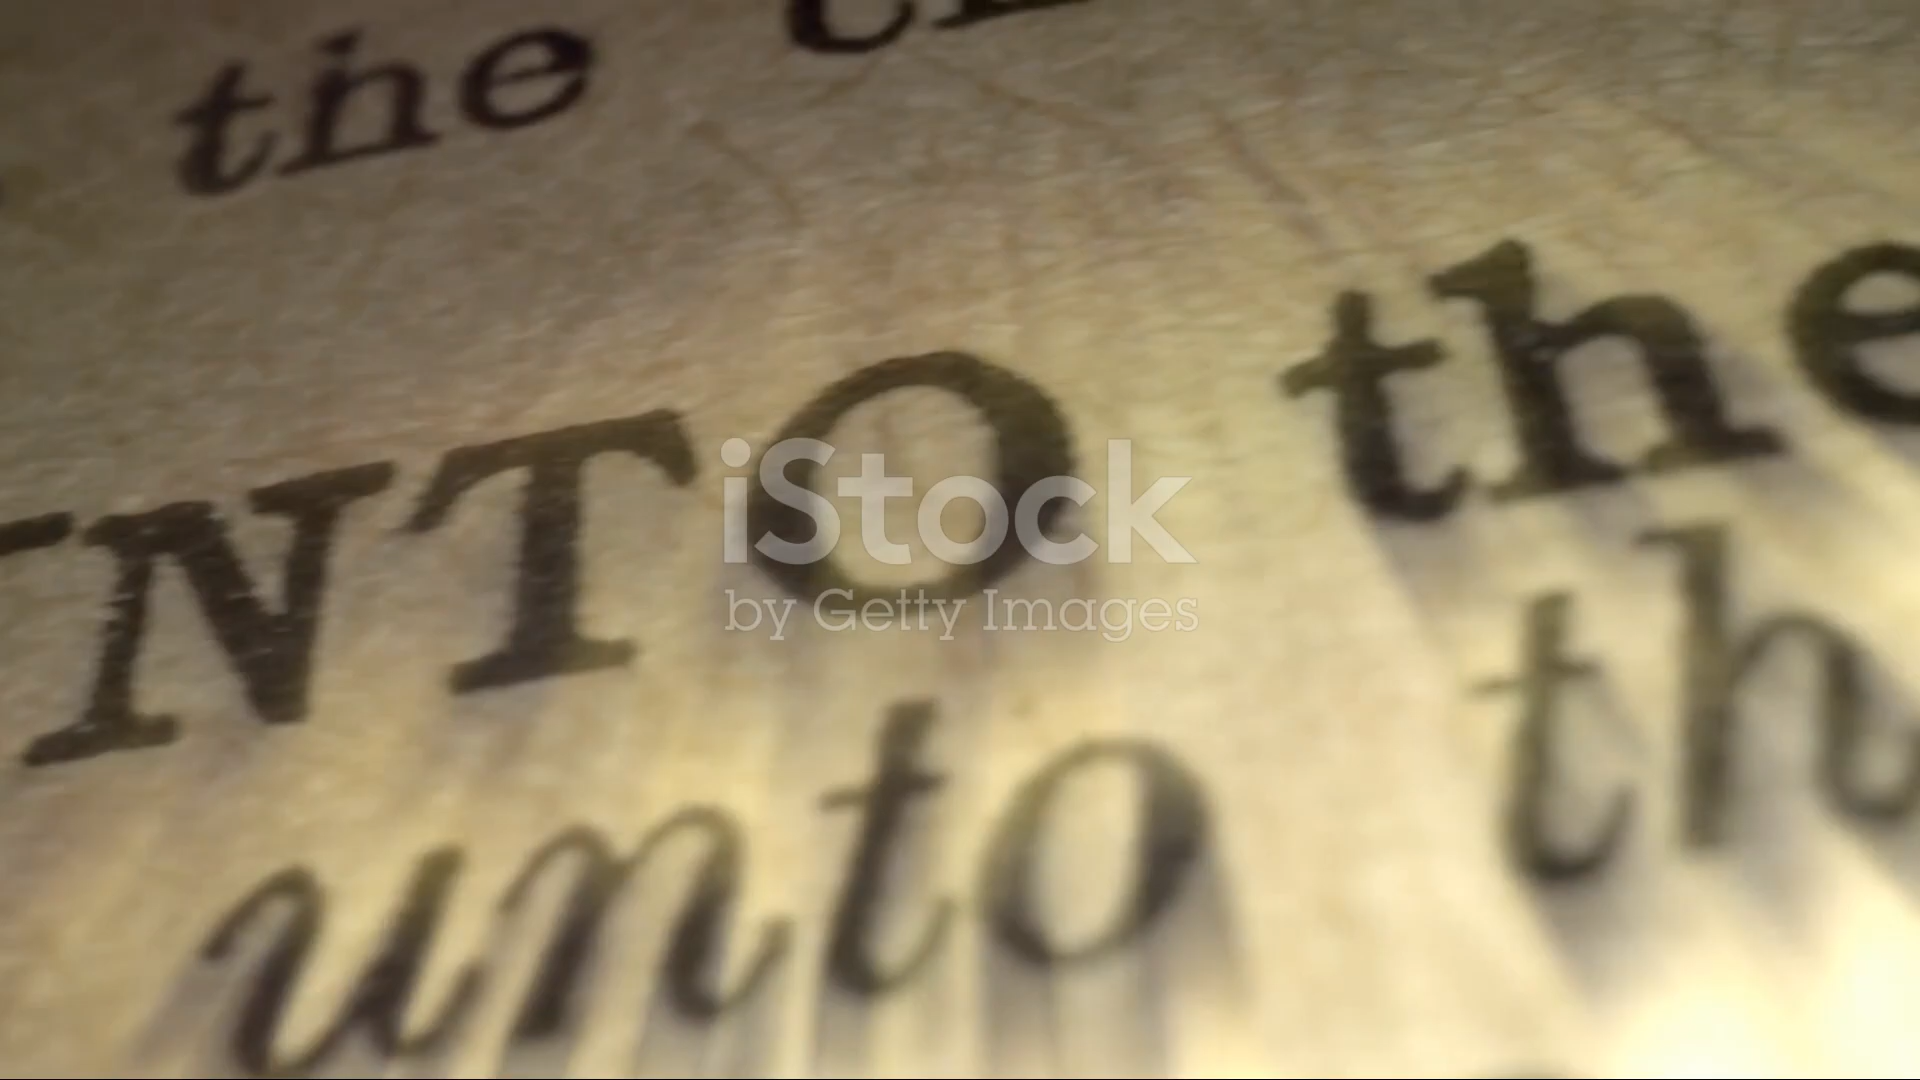 the
NTO the
unto th
iStock
by Getty Images